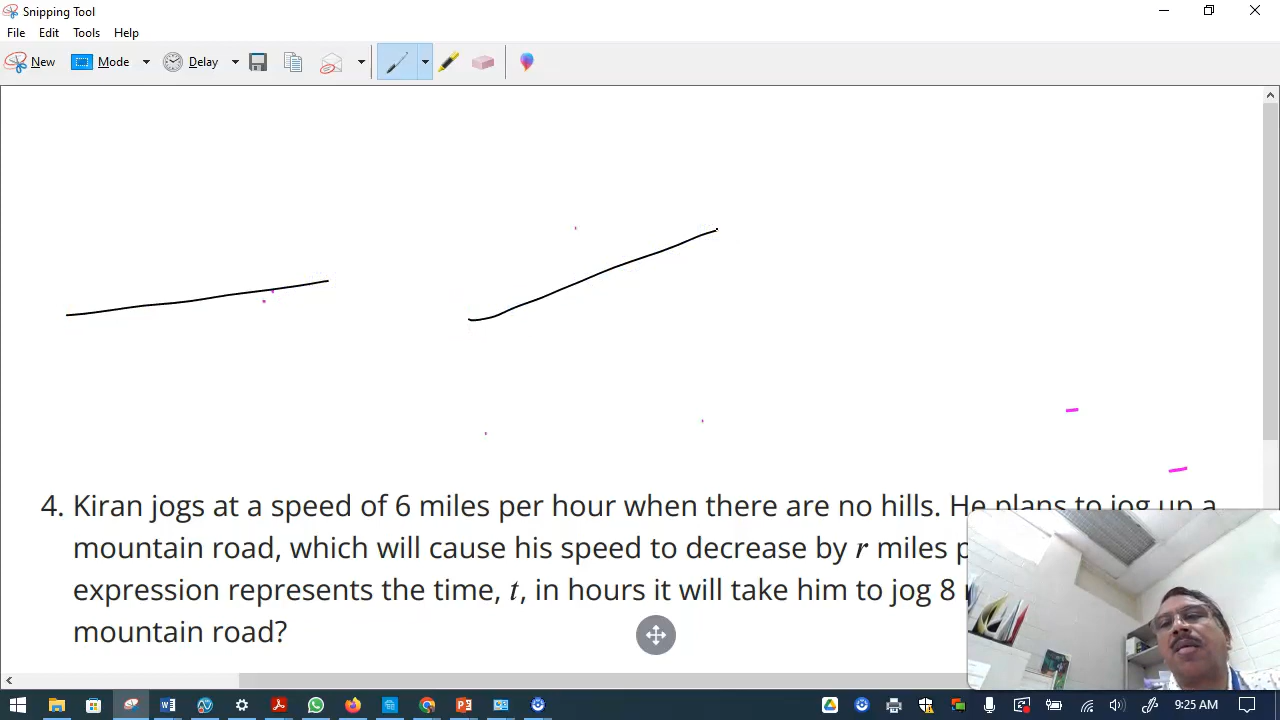 Snipping Tool
File Edit Tools Help
New Mode Delay
4. Kiran jogs at a speed of 6 miles per hour when there are no hills. He plans to jog up a
mountain road, which will cause his speed to decrease by r miles
expression represents the time, t, in hours it will take him to jog 8
mountain road?
9:25 AM